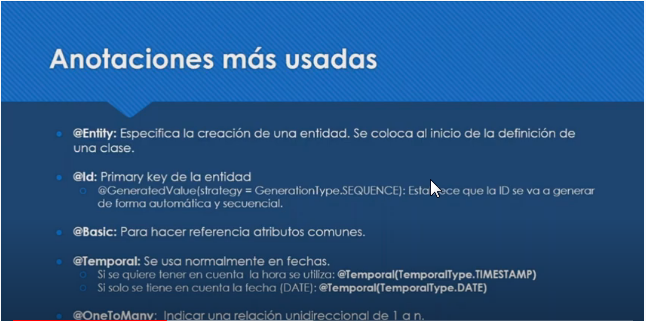 Anotaciones más usadas
@Entity: Especifica la creación de una entidad. Se coloca al inicio de la definición de
una clase.
@Id: Primary key de la entidad
@GeneratedValue(strategy = GenerationType.SEQUENCE): Establece que la ID se va a generar
de forma automática y secuencial.
@Basic: Para hacer referencia atributos comunes.
@Temporal: Se usa normalmente en fechas.
Si se quiere tener en cuenta la hora se utiliza: @Temporal(TemporalType.TIMESTAMP)
Si solo se tiene en cuenta la fecha (DATE): @Temporal(TemporalType.DATE)
@OneToMany: Indicar una relación unidireccional de 1 a n.